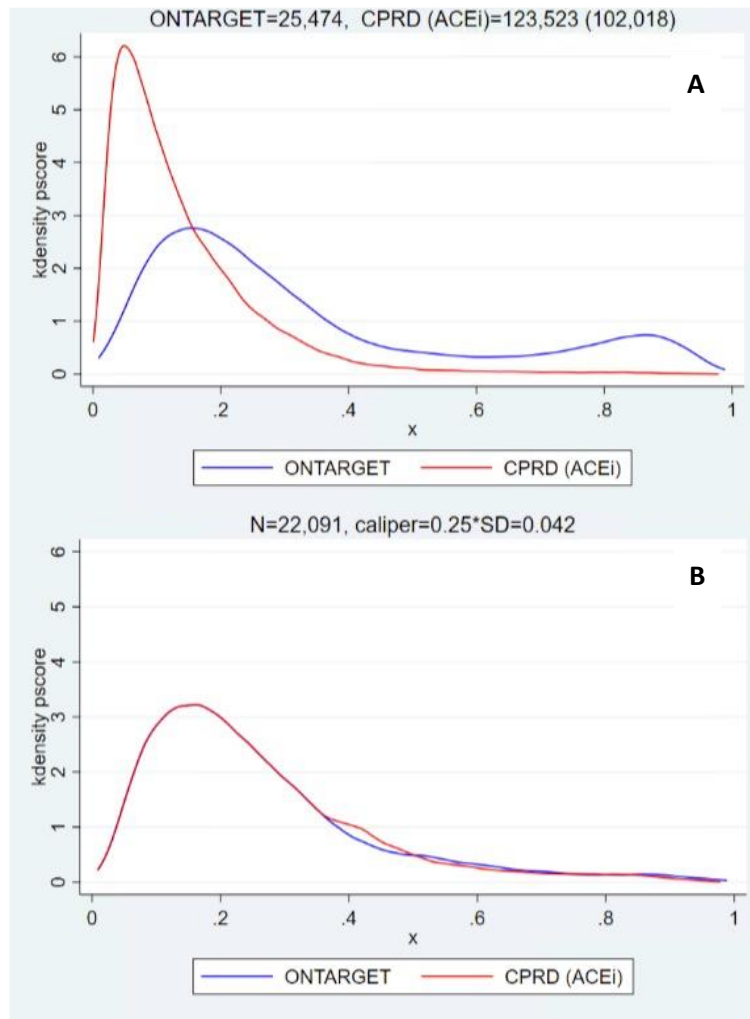 ONTARGET=25,474, CPRD (ACEi)=123,523 (102,018)
A
kdensity pscore
6
5
4
3
2
1
0
0 .2 .4 .6 .8 1
x
ONTARGET CPRD (ACEi)
N=22,091, caliper=0.25*SD=0.042
B
kdensity pscore
6
5
4
3
2
1
0
0 .2 .4 .6 .8 1
x
ONTARGET CPRD (ACEi)